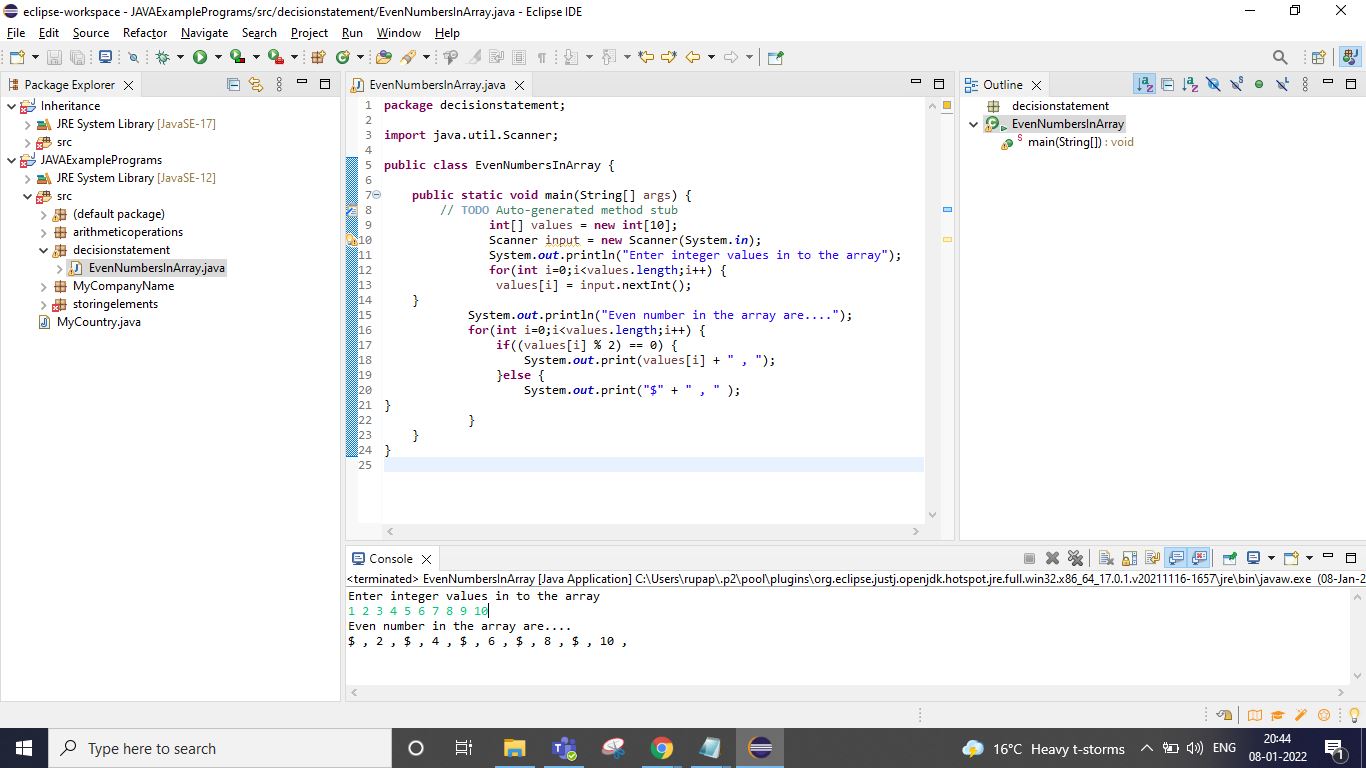 eclipse-workspace - JAVAExamplePrograms/src/decisionstatement/EvenNumbersInArray.java - Eclipse IDE
File Edit Source Refactor Navigate Search Project Run Window Help
Package Explorer
Inheritance
JRE System Library [JavaSE-17]
src
JAVAExamplePrograms
JRE System Library [JavaSE-12]
src
(default package)
arithmeticoperations
decisionstatement
EvenNumbersInArray.java
MyCompanyName
storingelements
MyCountry.java
EvenNumbersInArray.java
1 package decisionstatement;
2
3 import java.util.Scanner;
4
5 public class EvenNumbersInArray {
6
7 public static void main(String[] args) {
8 // TODO Auto-generated method stub
9 int[] values = new int[10];
10 Scanner input = new Scanner(System.in);
11 System.out.println("Enter integer values in to the array");
12 for(int i=0;i<values.length;i++) {
13 values[i] = input.nextInt();
14 }
15 System.out.println("Even number in the array are....");
16 for(int i=0;i<values.length;i++) {
17 if((values[i] % 2) == 0) {
18 System.out.print(values[i] + " , ");
19 }else {
20 System.out.print("$" + " , " );
21 }
22 }
23 }
24 }
25
Outline
decisionstatement
EvenNumbersInArray
main(String[]) : void
Console
<terminated> EvenNumbersInArray [Java Application] C:\Users\rupap\.p2\pool\plugins\org.eclipse.justj.openjdk.hotspot.jre.full.win32.x86_64_17.0.1.v20211116-1657\jre\bin\javaw.exe (08-Jan-2
Enter integer values in to the array
1 2 3 4 5 6 7 8 9 10
Even number in the array are....
$ , 2 , $ , 4 , $ , 6 , $ , 8 , $ , 10 ,
Type here to search
16°C Heavy t-storms
ENG
20:44
08-01-2022
1